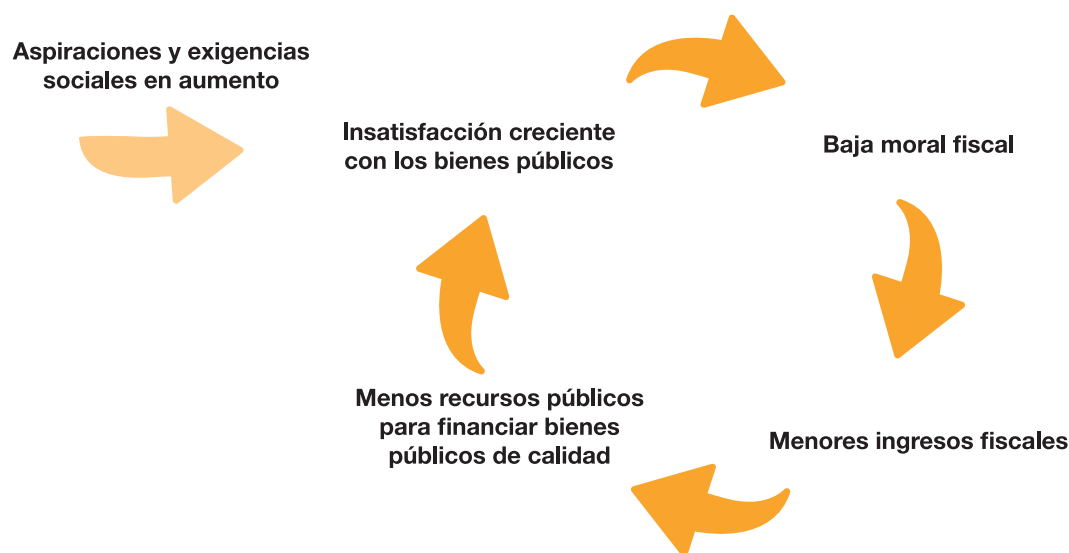 Aspiraciones y exigencias
sociales en aumento
Insatisfacción creciente
con los bienes públicos
Baja moral fiscal
Menores ingresos fiscales
Menos recursos públicos
para financiar bienes
públicos de calidad